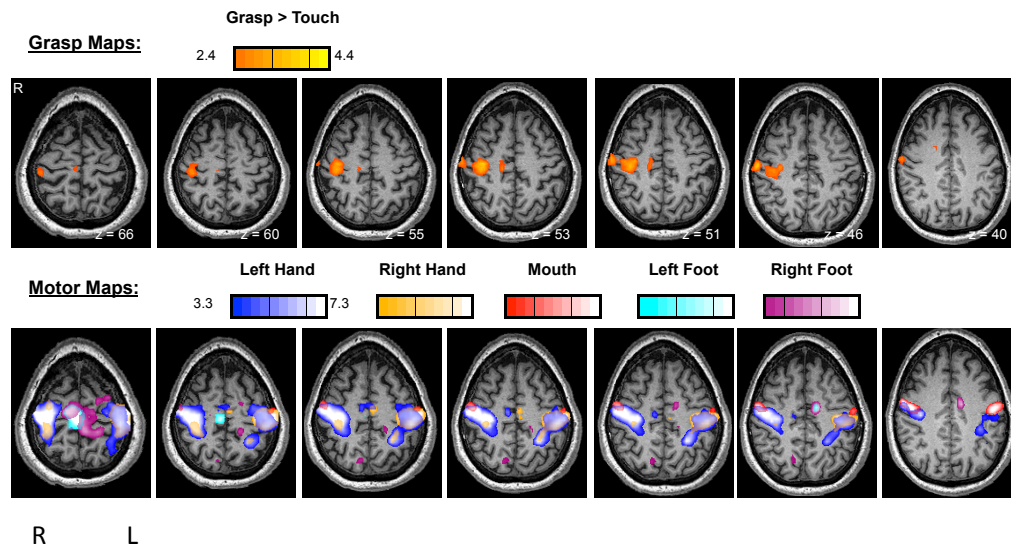 Grasp > Touch
Grasp Maps:
2.4 4.4
R
z = 66 z = 60 z = 55 z = 53 z = 51 z = 46 z = 40
Left Hand Right Hand Mouth Left Foot Right Foot
Motor Maps:
3.3 7.3
R L